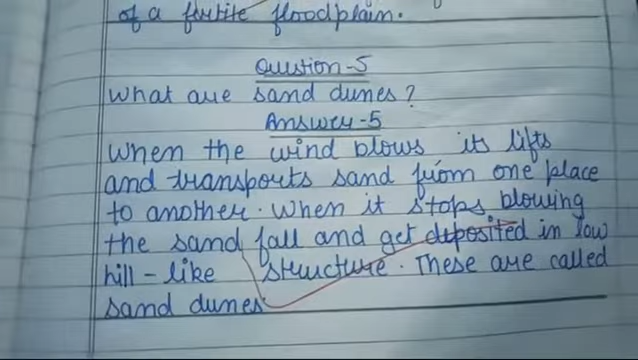 of a fertile floodplain.
Question-5
What are sand dunes?
Answer-5
When the wind blows its lifts
and transports sand from one place
to another. When it stops blowing
the sand fall and get deposited in low
hill-like structure. These are called
sand dunes